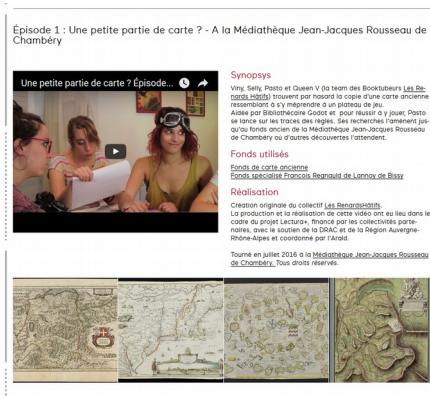 Épisode 1 : Une petite partie de carte ? - A la Médiathèque Jean-Jacques Rousseau de
Chambéry
Une petite partie de carte ? Épisode...
Synopsys
Viny, Selly, Pasto et Queen V (la team des Booktubeurs Les Re-
nards Hâtifs) trouvent par hasard la copie d'une carte ancienne
ressemblant à s'y méprendre à un plateau de jeu.
Aidée par Bibliothécaire Godot et pour réussir à y jouer, Pasto
se lance sur les traces des règles. Ses recherches l'amènent jus-
qu'au fonds ancien de la Médiathèque Jean-Jacques Rousseau
de Chambéry où d'autres découvertes l'attendent.
Fonds utilisés
Fonds de carte ancienne
Fonds spécialisé François Regnauld de Lannoy de Bissy
Réalisation
Création originale du collectif Les RenardsHâtifs.
La production et la réalisation de cette vidéo ont eu lieu dans le
cadre du projet Lectura+, financé par les collectivités parte-
naires, avec le soutien de la DRAC et de la Région Auvergne-
Rhône-Alpes et coordonné par l'Arald.
Tourné en juillet 2016 à la Médiathèque Jean-Jacques Rousseau
de Chambéry. Tous droits réservés.